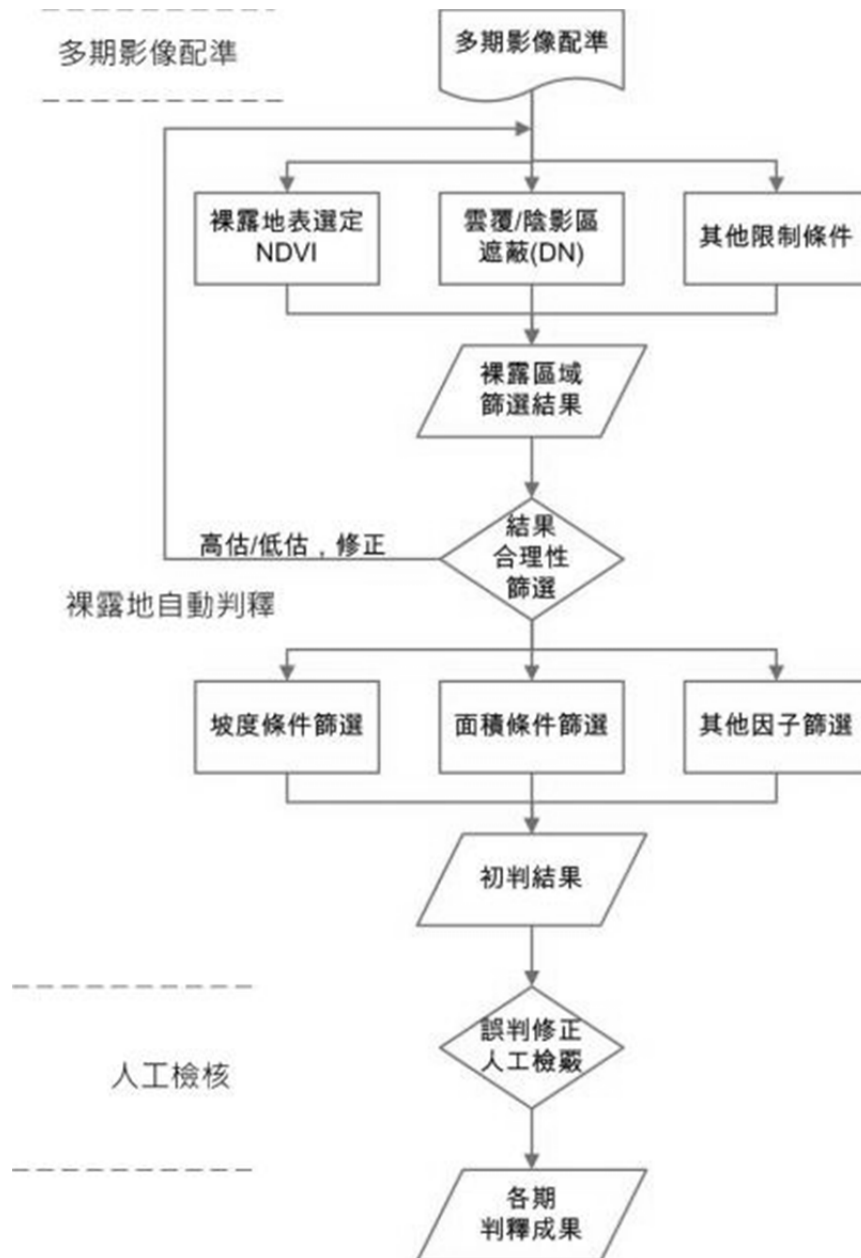 多期影像配準
多期影像配準
裸露地表選定
NDVI
雲覆/陰影區
遮蔽(DN)
其他限制條件
裸露區域
篩選結果
結果
合理性
篩選
高估/低估，修正
裸露地自動判釋
坡度條件篩選
面積條件篩選
其他因子篩選
初判結果
誤判修正
人工檢覈
人工檢核
各期
判釋成果